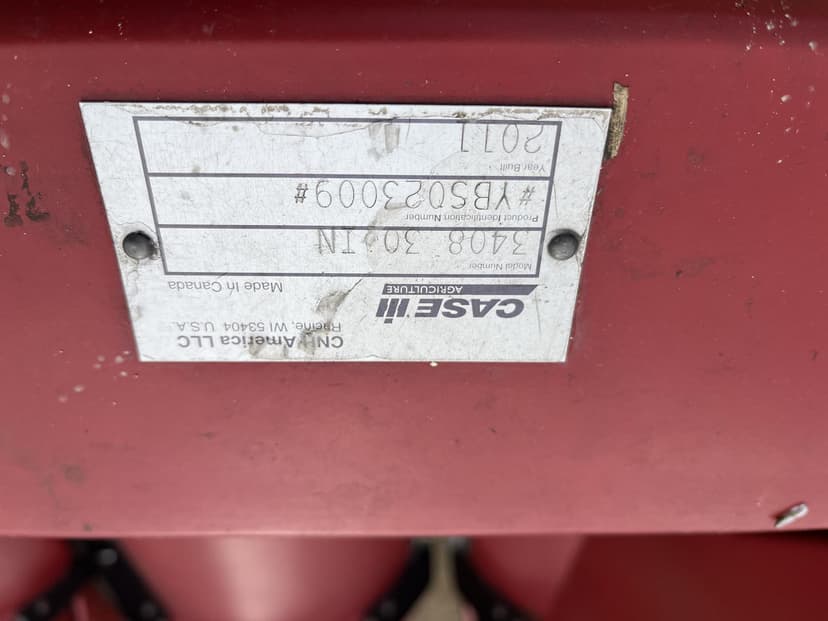 CASE III
AGRICULTURE
CNH America LLC
Racine, WI 53404 U.S.A.
Made In Canada
Model Number
3408 30 IN
Product Identification Number
#YBS023009#
Year Built
2011